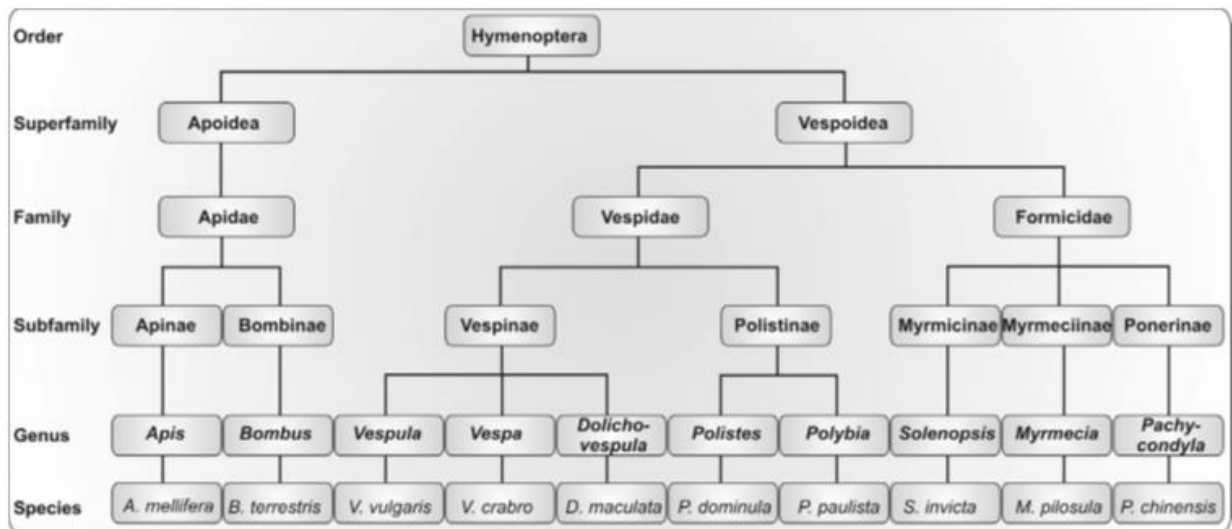 Order
Hymenoptera
Superfamily
Apoidea
Vespoidea
Family
Apidae
Vespidae
Formicidae
Subfamily
Apinae
Bombinae
Vespinae
Polistinae
Myrmicinae
Myrmeciinae
Ponerinae
Genus
Apis
Bombus
Vespula
Vespa
Dolicho-
vespula
Polistes
Polybia
Solenopsis
Myrmecia
Pachy-
condyla
Species
A. mellifera
B. terrestris
V. vulgaris
V. crabro
D. maculata
P. dominula
P. paulista
S. invicta
M. pilosula
P. chinensis